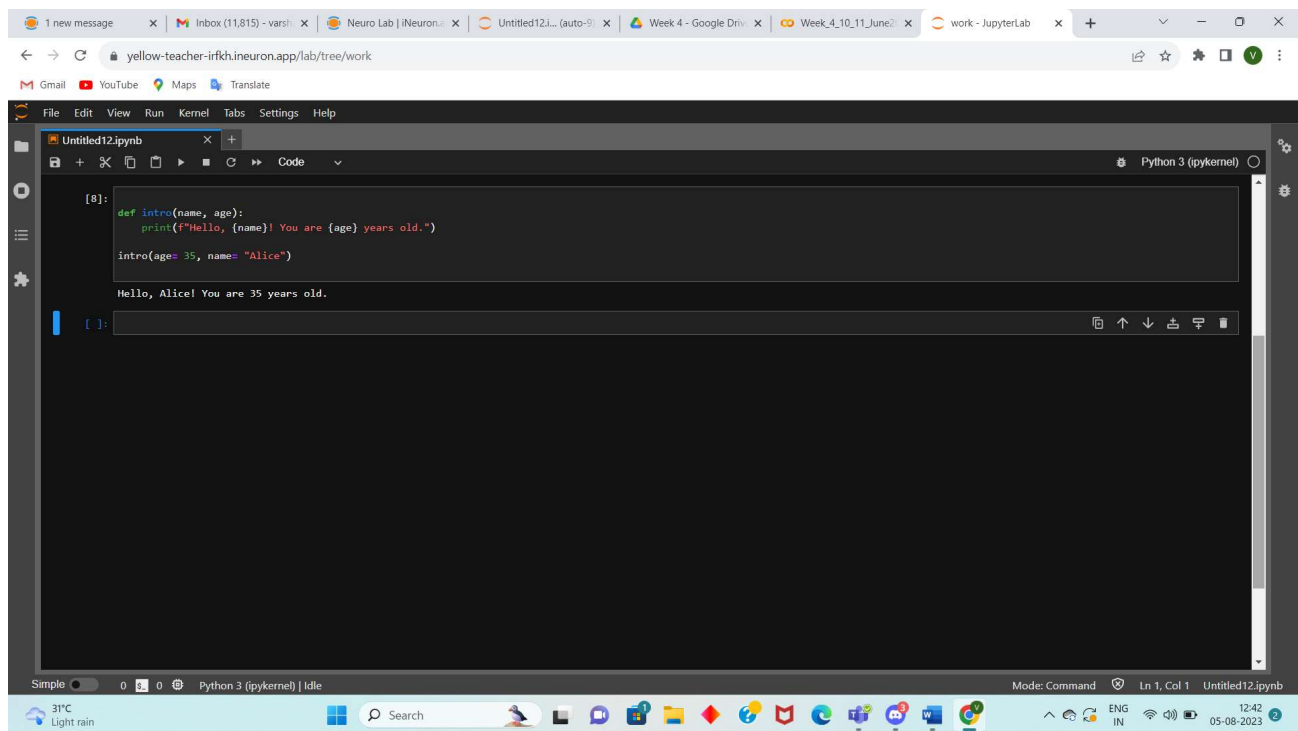 1 new message
Inbox (11,815) - varsh
Neuro Lab | iNeuron.a
Untitled12.i... (auto-9)
Week 4 - Google Driv
Week_4_10_11_June2
work - JupyterLab
yellow-teacher-irfkh.ineuron.app/lab/tree/work
V
Gmail
YouTube
Maps
Translate
File Edit View Run Kernel Tabs Settings Help
Untitled12.ipynb
Code
Python 3 (ipykernel)
[8]:
def intro(name, age):
    print(f"Hello, {name}! You are {age} years old.")
intro(age= 35, name= "Alice")
Hello, Alice! You are 35 years old.
[ ]:
Simple 0 $_ 0 Python 3 (ipykernel) | Idle
Mode: Command Ln 1, Col 1 Untitled12.ipynb
31°C
Light rain
Search
ENG
IN
12:42
05-08-2023
2